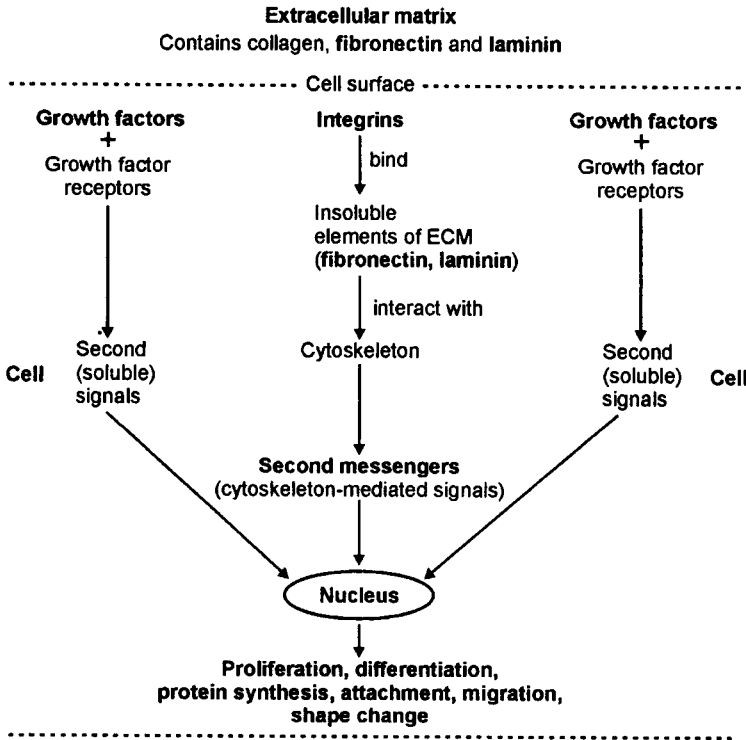 Extracellular matrix
Contains collagen, fibronectin and laminin
Cell surface
Growth factors
+
Growth factor
receptors
Second
(soluble)
signals
Cell
Integrins
bind
Insoluble
elements of ECM
(fibronectin, laminin)
interact with
Cytoskeleton
Second messengers
(cytoskeleton-mediated signals)
Growth factors
+
Growth factor
receptors
Second
(soluble)
signals
Cell
Nucleus
Proliferation, differentiation,
protein synthesis, attachment, migration,
shape change